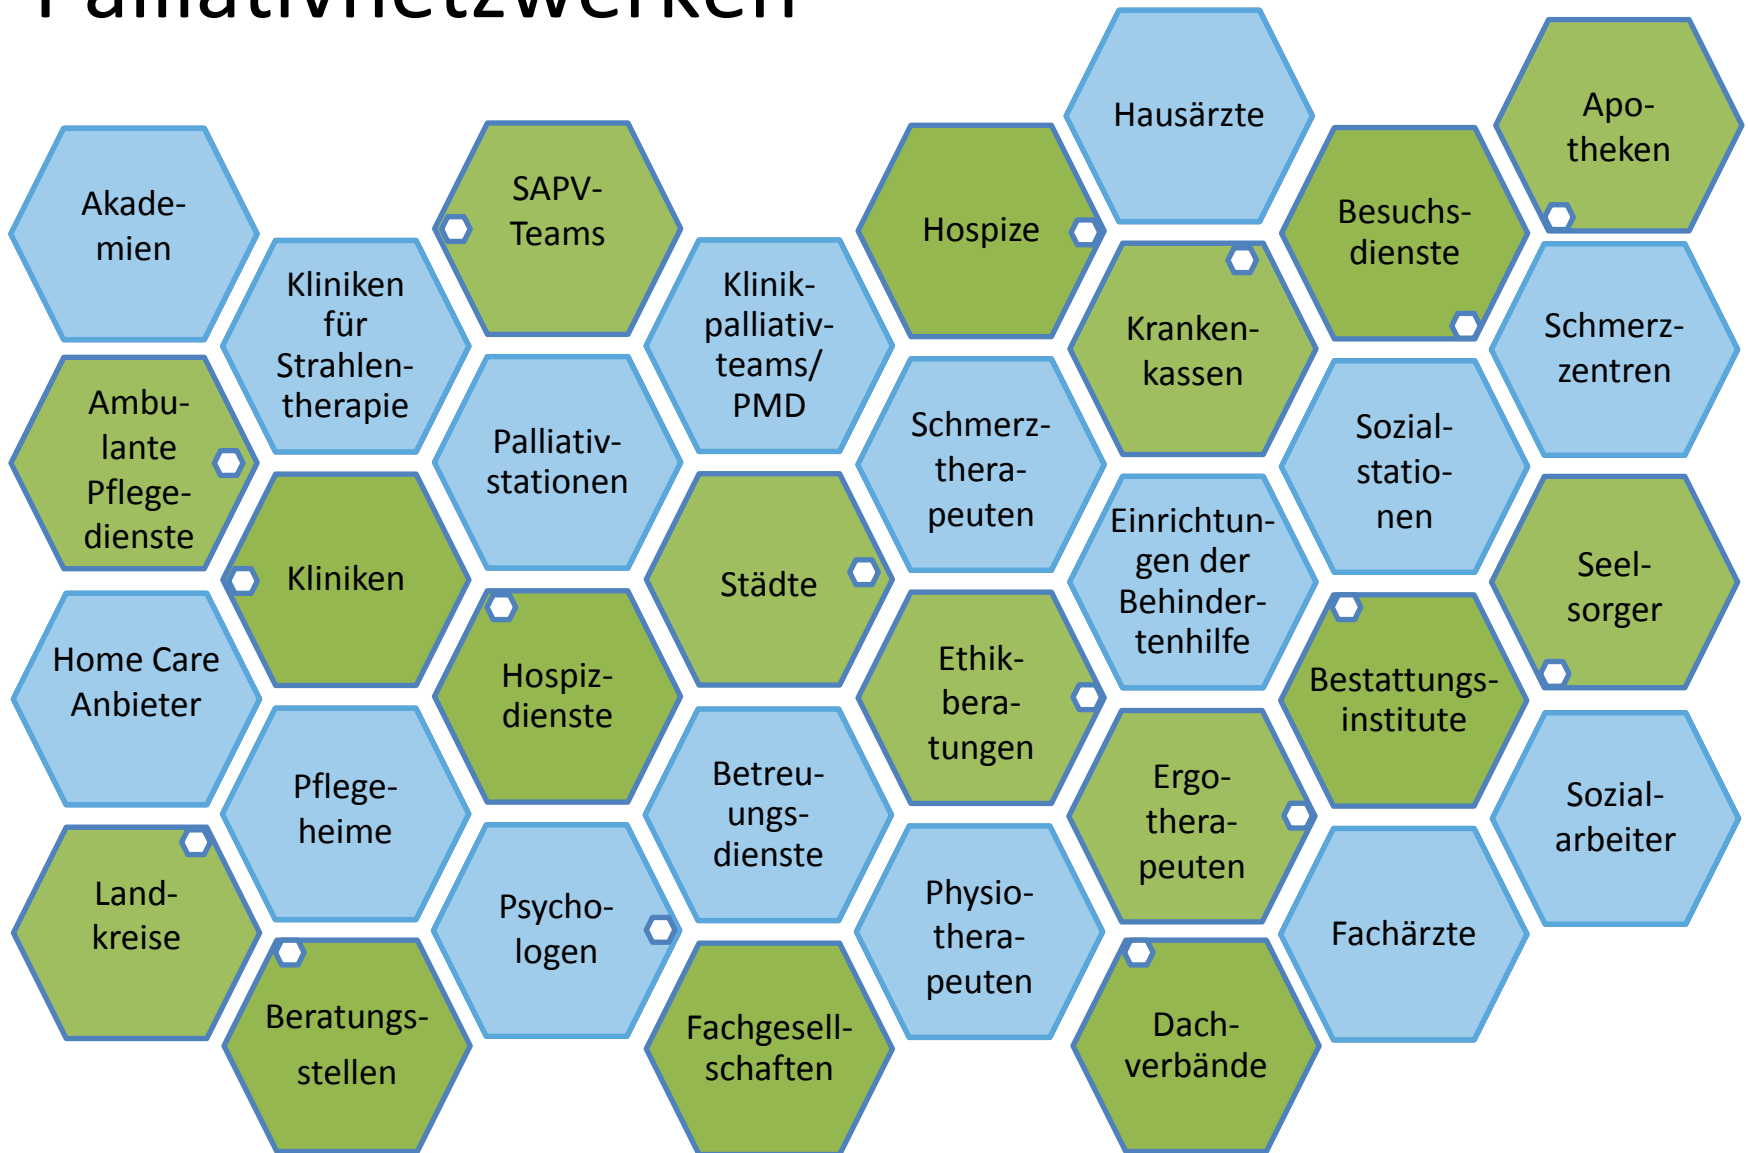 Palliativnetzwerken
Akade-
mien
Ambu-
lante
Pflege-
dienste
Home Care
Anbieter
Land-
kreise
Kliniken
für
Strahlen-
therapie
Kliniken
Pflege-
heime
Beratungs-
stellen
SAPV-
Teams
Palliativ-
stationen
Hospiz-
dienste
Psycho-
logen
Klinik-
palliativ-
teams/
PMD
Städte
Betreu-
ungs-
dienste
Fachgesell-
schaften
Hospize
Schmerz-
thera-
peuten
Ethik-
bera-
tungen
Physio-
thera-
peuten
Hausärzte
Kranken-
kassen
Einrichtun-
gen der
Behinder-
tenhilfe
Ergo-
thera-
peuten
Dach-
verbände
Besuchs-
dienste
Sozial-
statio-
nen
Bestattungs-
institute
Fachärzte
Apo-
theken
Schmerz-
zentren
Seel-
sorger
Sozial-
arbeiter